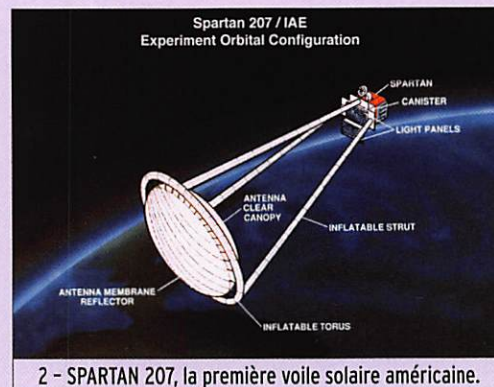 Spartan 207 / IAE
Experiment Orbital Configuration
SPARTAN
CANISTER
LIGHT PANELS
ANTENNA
CLEAR
CANOPY
INFLATABLE STRUT
ANTENNA MEMBRANE
REFLECTOR
INFLATABLE TORUS
2 – SPARTAN 207, la première voile solaire américaine.